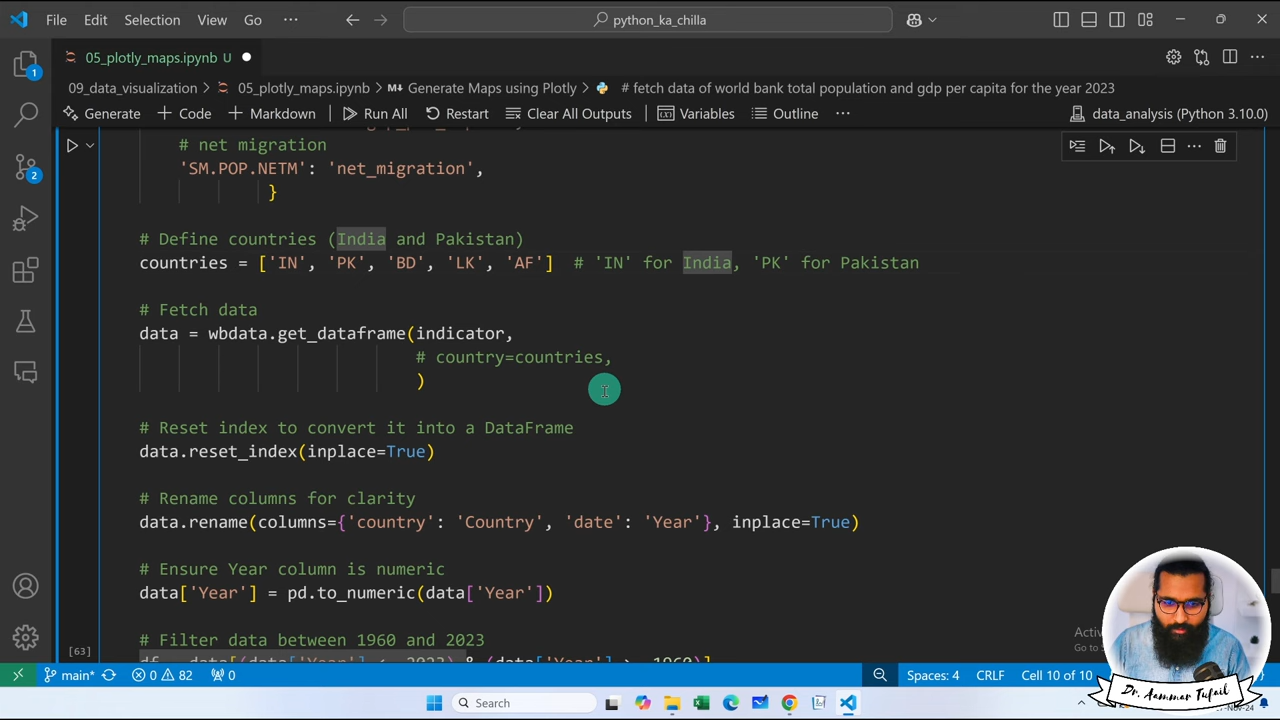 File Edit Selection View Go ··· python_ka_chilla
05_plotly_maps.ipynb U
09_data_visualization > 05_plotly_maps.ipynb > Generate Maps using Plotly > # fetch data of world bank total population and gdp per capita for the year 2023
Generate + Code + Markdown Run All Restart Clear All Outputs Variables Outline ··· data_analysis (Python 3.10.0)
# net migration
'SM.POP.NETM': 'net_migration',
}
# Define countries (India and Pakistan)
countries = ['IN', 'PK', 'BD', 'LK', 'AF'] # 'IN' for India, 'PK' for Pakistan
# Fetch data
data = wbdata.get_dataframe(indicator,
# country=countries,
)
# Reset index to convert it into a DataFrame
data.reset_index(inplace=True)
# Rename columns for clarity
data.rename(columns={'country': 'Country', 'date': 'Year'}, inplace=True)
# Ensure Year column is numeric
data['Year'] = pd.to_numeric(data['Year'])
# Filter data between 1960 and 2023
[63]
main* 0 82 0 Spaces: 4 CRLF Cell 10 of 10
Search
Dr. Aammar Tufail